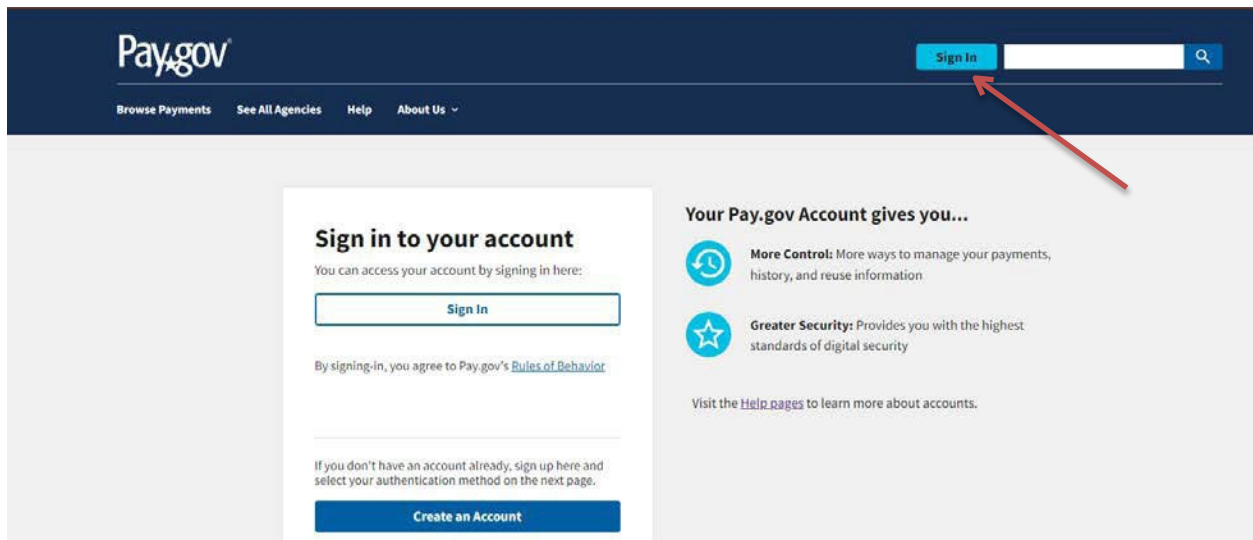 Pay.gov
Sign In
Browse Payments See All Agencies Help About Us
Sign in to your account
You can access your account by signing in here:
Sign In
By signing-in, you agree to Pay.gov's Rules of Behavior
If you don't have an account already, sign up here and
select your authentication method on the next page.
Create an Account
Your Pay.gov Account gives you...
More Control: More ways to manage your payments,
history, and reuse information
Greater Security: Provides you with the highest
standards of digital security
Visit the Help pages to learn more about accounts.